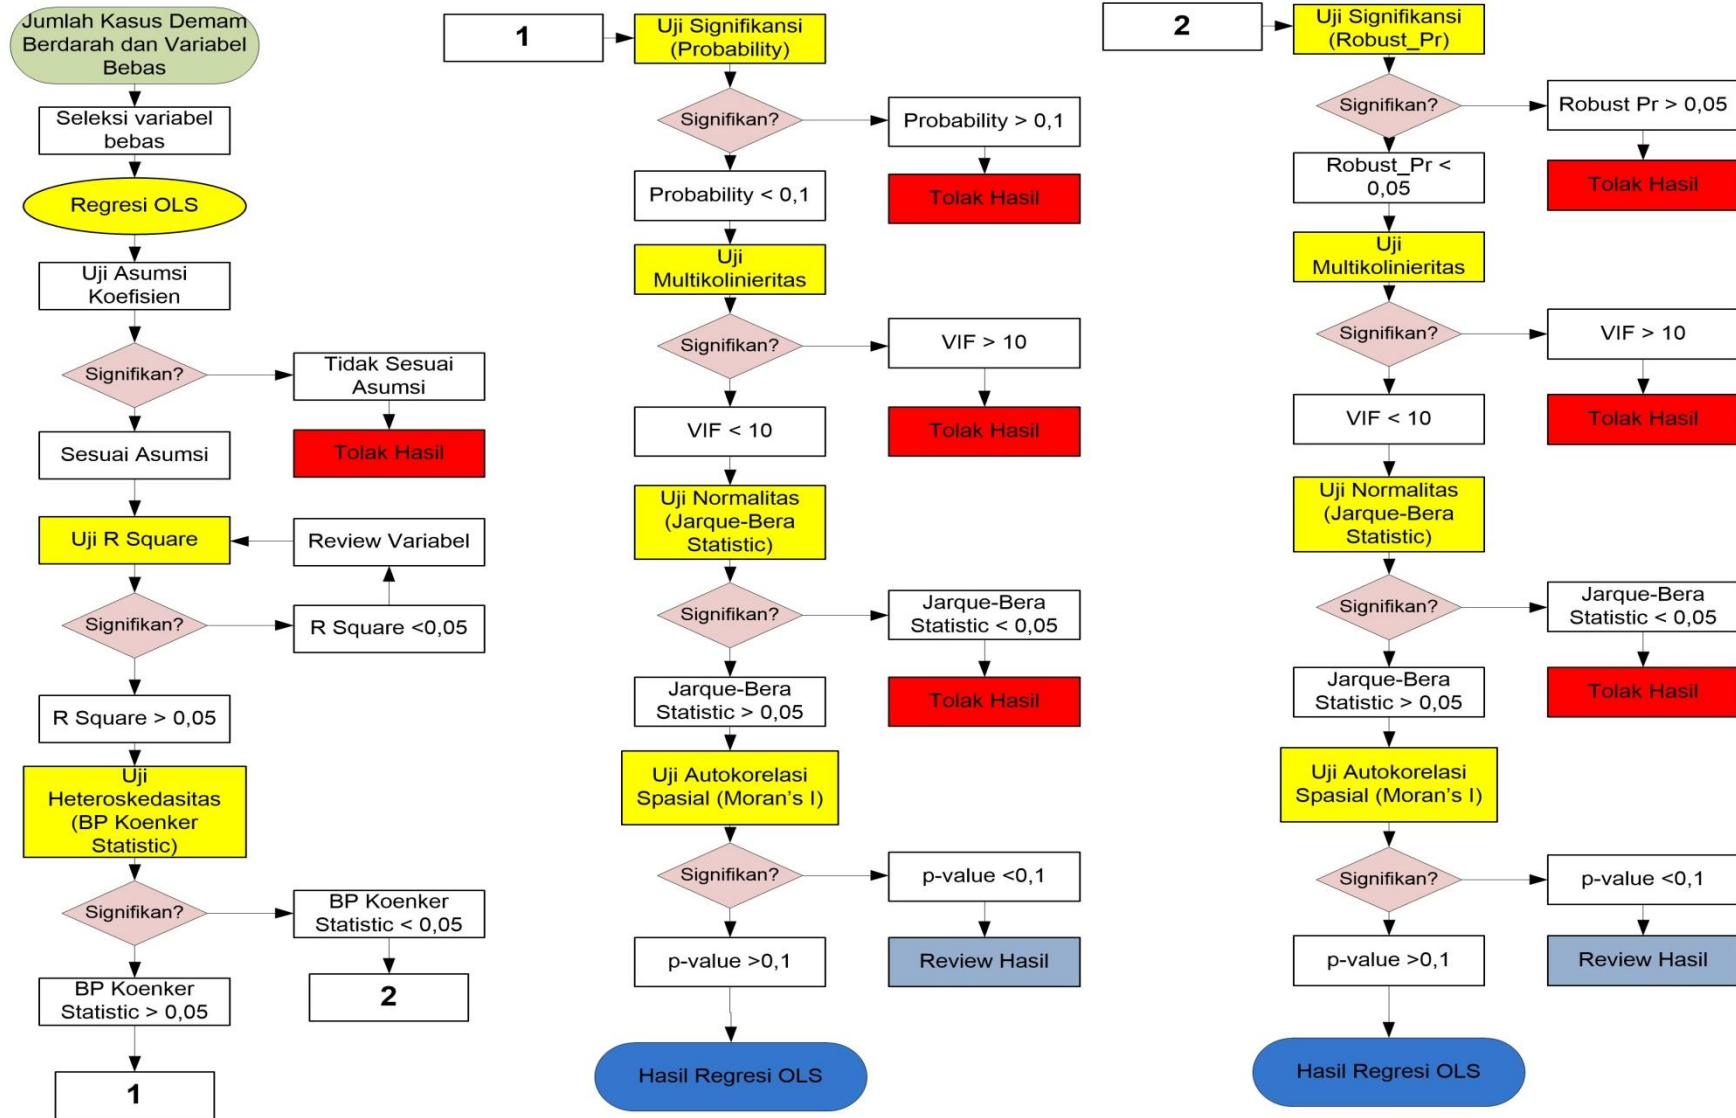 Jumlah Kasus Demam
Berdarah dan Variabel
Bebas
Seleksi variabel
bebas
Regresi OLS
Uji Asumsi
Koefisien
Signifikan?
Tidak Sesuai
Asumsi
Sesuai Asumsi
Tolak Hasil
Uji R Square
Review Variabel
Signifikan?
R Square <0,05
R Square > 0,05
Uji
Heteroskedasitas
(BP Koenker
Statistic)
Signifikan?
BP Koenker
Statistic < 0,05
2
BP Koenker
Statistic > 0,05
1
1
Uji Signifikansi
(Probability)
Signifikan?
Probability > 0,1
Tolak Hasil
Probability < 0,1
Uji
Multikolinieritas
Signifikan?
VIF > 10
Tolak Hasil
VIF < 10
Uji Normalitas
(Jarque-Bera
Statistic)
Signifikan?
Jarque-Bera
Statistic < 0,05
Tolak Hasil
Jarque-Bera
Statistic > 0,05
Uji Autokorelasi
Spasial (Moran’s I)
Signifikan?
p-value <0,1
Review Hasil
p-value >0,1
Hasil Regresi OLS
2
Uji Signifikansi
(Robust_Pr)
Signifikan?
Robust Pr > 0,05
Tolak Hasil
Robust_Pr <
0,05
Uji
Multikolinieritas
Signifikan?
VIF > 10
Tolak Hasil
VIF < 10
Uji Normalitas
(Jarque-Bera
Statistic)
Signifikan?
Jarque-Bera
Statistic < 0,05
Tolak Hasil
Jarque-Bera
Statistic > 0,05
Uji Autokorelasi
Spasial (Moran’s I)
Signifikan?
p-value <0,1
Review Hasil
p-value >0,1
Hasil Regresi OLS